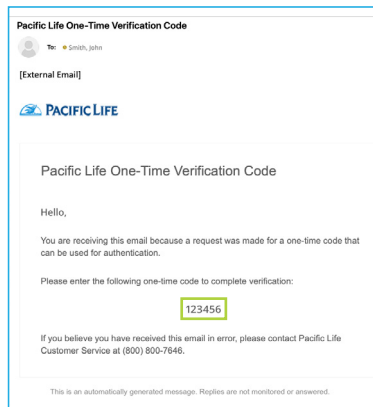 Pacific Life One-Time Verification Code
To: Smith, John
[External Email]
PACIFIC LIFE
Pacific Life One-Time Verification Code
Hello,
You are receiving this email because a request was made for a one-time code that
can be used for authentication.
Please enter the following one-time code to complete verification:
123456
If you believe you have received this email in error, please contact Pacific Life
Customer Service at (800) 800-7646.
This is an automatically generated message. Replies are not monitored or answered.